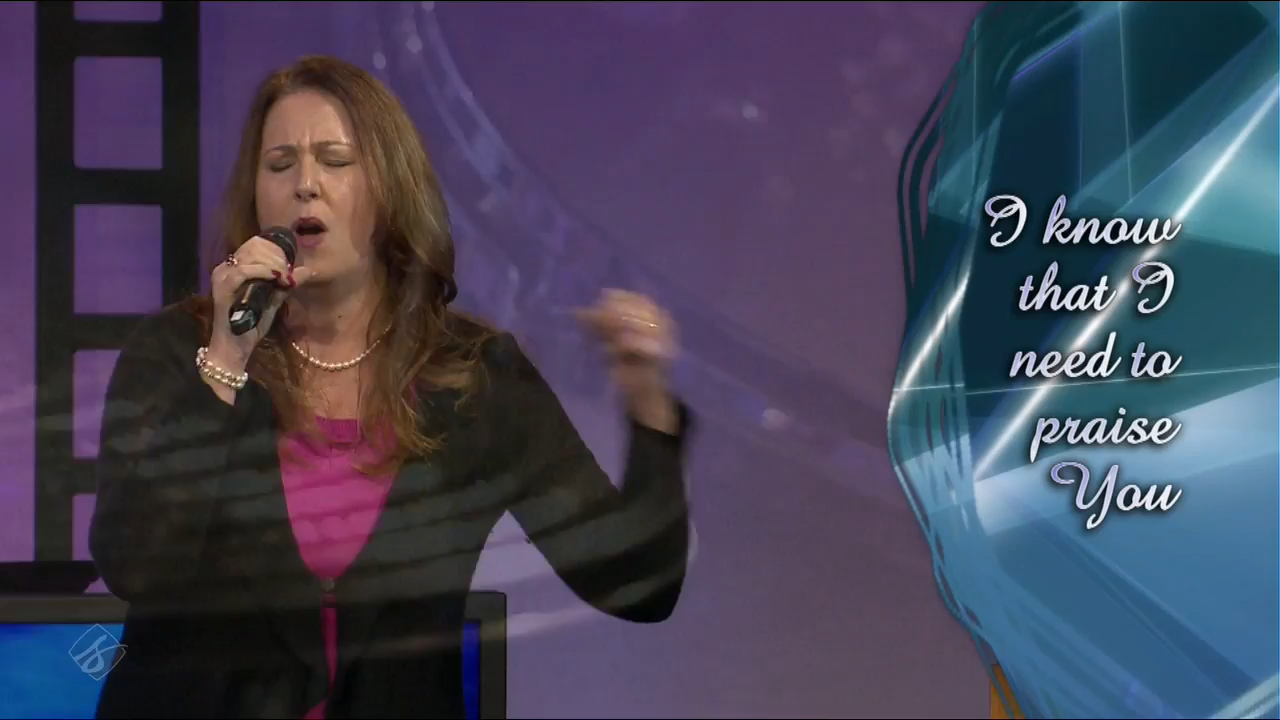 I know
that I
need to
praise
You